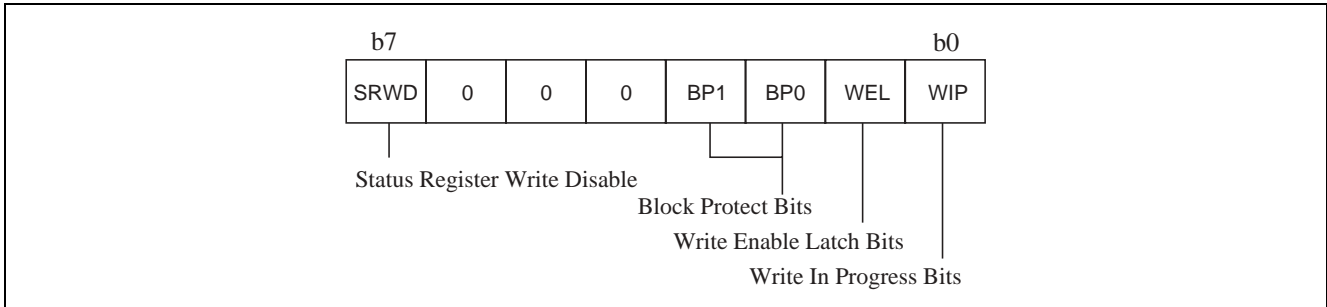 b7 b0
SRWD 0 0 0 BP1 BP0 WEL WIP
Status Register Write Disable
Block Protect Bits
Write Enable Latch Bits
Write In Progress Bits